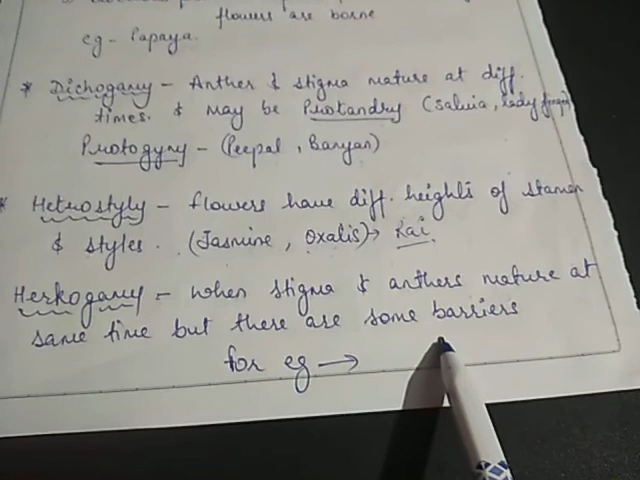 flowers are borne
eg - Papaya.
* Dichogamy - Anther & stigma mature at diff.
times. & may be Protandry (Salvia, lady finger)
Protogyny - (Peepal, Banyan)
* Hetrostyly - flowers have diff. heights of stamen
& styles. (Jasmine, Oxalis) → Rai
Herkogamy - when stigma & anthers mature at
same time but there are some barriers
for eg →